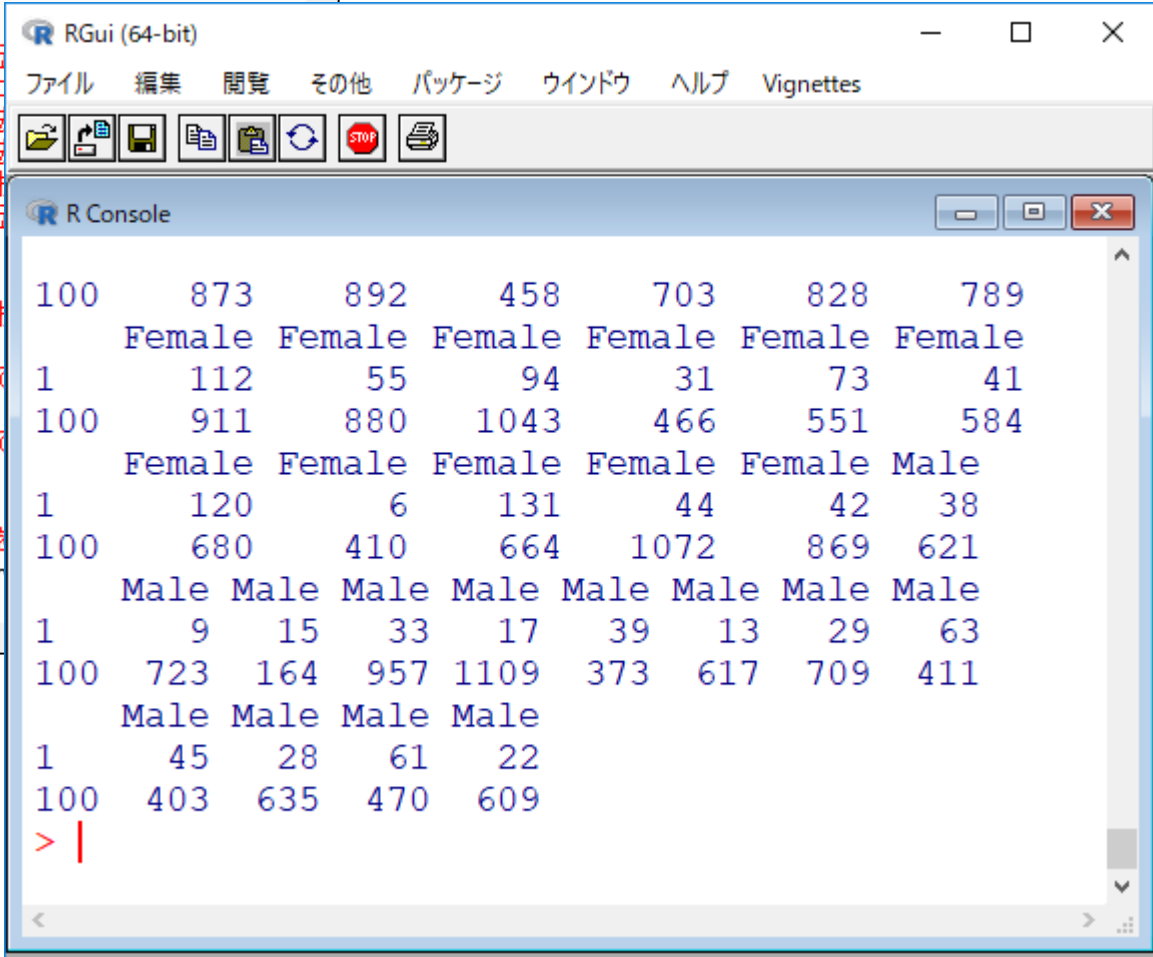 RGui (64-bit)
ファイル 編集 閲覧 その他 パッケージ ウインドウ ヘルプ Vignettes
STOP
R Console
100 873 892 458 703 828 789
Female Female Female Female Female Female
1 112 55 94 31 73 41
100 911 880 1043 466 551 584
Female Female Female Female Female Male
1 120 6 131 44 42 38
100 680 410 664 1072 869 621
Male Male Male Male Male Male Male Male
1 9 15 33 17 39 13 29 63
100 723 164 957 1109 373 617 709 411
Male Male Male Male
1 45 28 61 22
100 403 635 470 609
>